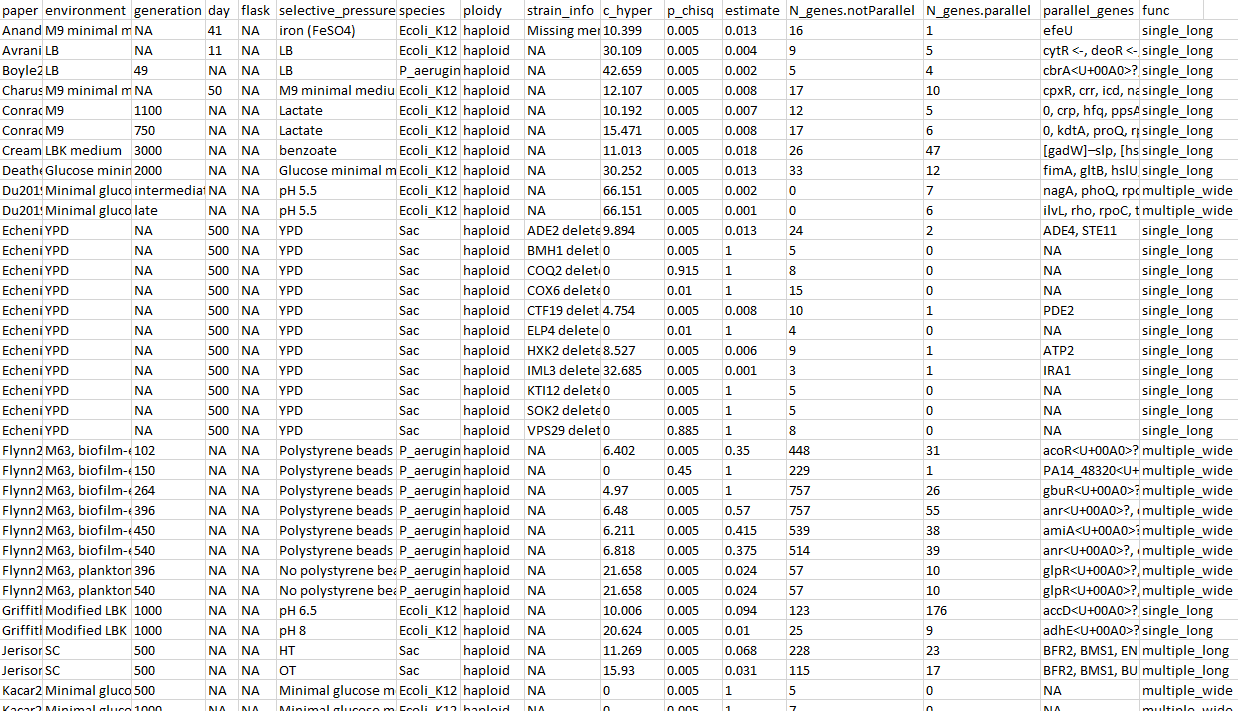 paper environment generation day flask selective_pressure species ploidy strain_info c_hyper p_chisq estimate N_genes.notParallel N_genes.parallel parallel_genes func
Anand M9 minimal m NA 41 NA iron (FeSO4) Ecoli_K12 haploid Missing mer 10.399 0.005 0.013 16 1 efeU single_long
Avrani LB NA 11 NA LB Ecoli_K12 haploid NA 30.109 0.005 0.004 9 5 cytR <-, deoR <- single_long
Boyle2 LB 49 NA NA LB P_aerugin haploid NA 42.659 0.005 0.002 5 4 cbrA<U+00A0>? single_long
Charus M9 minimal m NA 50 NA M9 minimal mediu Ecoli_K12 haploid NA 12.107 0.005 0.008 17 10 cpxR, crr, icd, na single_long
Conrad M9 1100 NA NA Lactate Ecoli_K12 haploid NA 10.192 0.005 0.007 12 5 0, crp, hfq, ppsA single_long
Conrad M9 750 NA NA Lactate Ecoli_K12 haploid NA 15.471 0.005 0.008 17 6 0, kdtA, proQ, rp single_long
Cream LBK medium 3000 NA NA benzoate Ecoli_K12 haploid NA 11.013 0.005 0.018 26 47 [gadW]–slp, [hs single_long
Deathe Glucose minin 2000 NA NA Glucose minimal m Ecoli_K12 haploid NA 30.252 0.005 0.013 33 12 fimA, gltB, hslU single_long
Du201 Minimal gluco intermediat NA NA pH 5.5 Ecoli_K12 haploid NA 66.151 0.005 0.002 0 7 nagA, phoQ, rpo multiple_wide
Du201 Minimal gluco late NA NA pH 5.5 Ecoli_K12 haploid NA 66.151 0.005 0.001 0 6 ilvL, rho, rpoC, t multiple_wide
Echeni YPD NA 500 NA YPD Sac haploid ADE2 delete 9.894 0.005 0.013 24 2 ADE4, STE11 single_long
Echeni YPD NA 500 NA YPD Sac haploid BMH1 delet 0 0.005 1 5 0 NA single_long
Echeni YPD NA 500 NA YPD Sac haploid COQ2 delet 0 0.915 1 8 0 NA single_long
Echeni YPD NA 500 NA YPD Sac haploid COX6 delet 0 0.01 1 15 0 NA single_long
Echeni YPD NA 500 NA YPD Sac haploid CTF19 delet 4.754 0.005 0.008 10 1 PDE2 single_long
Echeni YPD NA 500 NA YPD Sac haploid ELP4 delete 0 0.01 1 4 0 NA single_long
Echeni YPD NA 500 NA YPD Sac haploid HXK2 delet 8.527 0.005 0.006 9 1 ATP2 single_long
Echeni YPD NA 500 NA YPD Sac haploid IML3 delete 32.685 0.005 0.001 3 1 IRA1 single_long
Echeni YPD NA 500 NA YPD Sac haploid KTI12 delet 0 0.005 1 5 0 NA single_long
Echeni YPD NA 500 NA YPD Sac haploid SOK2 delet 0 0.005 1 5 0 NA single_long
Echeni YPD NA 500 NA YPD Sac haploid VPS29 delet 0 0.885 1 8 0 NA single_long
Flynn2 M63, biofilm- 102 NA NA Polystyrene beads P_aerugin haploid NA 6.402 0.005 0.35 448 31 acoR<U+00A0>? multiple_wide
Flynn2 M63, biofilm- 150 NA NA Polystyrene beads P_aerugin haploid NA 0 0.45 1 229 1 PA14_48320<U+ multiple_wide
Flynn2 M63, biofilm- 264 NA NA Polystyrene beads P_aerugin haploid NA 4.97 0.005 1 757 26 gbuR<U+00A0>? multiple_wide
Flynn2 M63, biofilm- 396 NA NA Polystyrene beads P_aerugin haploid NA 6.48 0.005 0.57 757 55 anr<U+00A0>?, multiple_wide
Flynn2 M63, biofilm- 450 NA NA Polystyrene beads P_aerugin haploid NA 6.211 0.005 0.415 539 38 amiA<U+00A0>? multiple_wide
Flynn2 M63, biofilm- 540 NA NA Polystyrene beads P_aerugin haploid NA 6.818 0.005 0.375 514 39 anr<U+00A0>?, multiple_wide
Flynn2 M63, plankton 396 NA NA No polystyrene bea P_aerugin haploid NA 21.658 0.005 0.024 57 10 glpR<U+00A0>?, multiple_wide
Flynn2 M63, plankton 540 NA NA No polystyrene bea P_aerugin haploid NA 21.658 0.005 0.024 57 10 glpR<U+00A0>?, multiple_wide
Griffith Modified LBK 1000 NA NA pH 6.5 Ecoli_K12 haploid NA 10.006 0.005 0.094 123 176 accD<U+00A0>? single_long
Griffith Modified LBK 1000 NA NA pH 8 Ecoli_K12 haploid NA 20.624 0.005 0.01 25 9 adhE<U+00A0>? single_long
Jerison SC 500 NA NA HT Sac haploid NA 11.269 0.005 0.068 228 23 BFR2, BMS1, EN multiple_long
Jerison SC 500 NA NA OT Sac haploid NA 15.93 0.005 0.031 115 17 BFR2, BMS1, BU multiple_long
Kacar2 Minimal gluco 500 NA NA Minimal glucose m Ecoli_K12 haploid NA 0 0.005 1 5 0 NA multiple_wide
Kacar2 Minimal gluco 1000 NA NA Minimal glucose m Ecoli_K12 haploid NA 0 0.005 1 7 0 NA multiple_wide